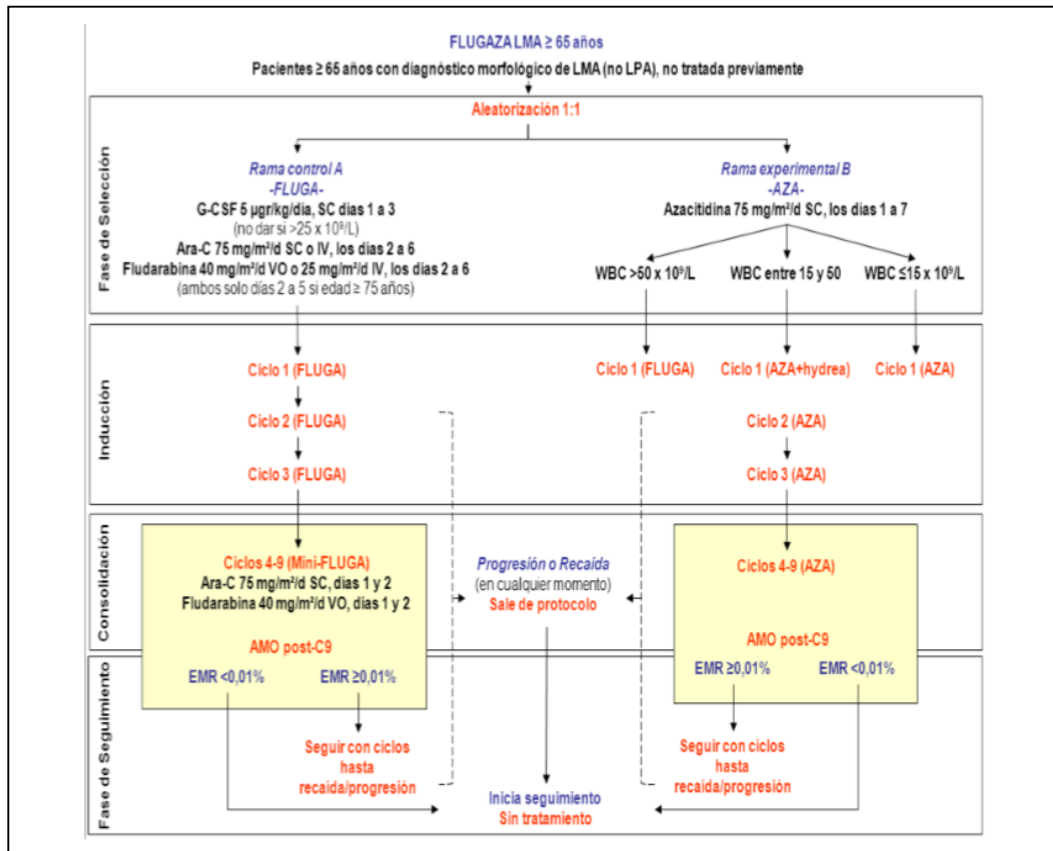 FLUGAZA LMA ≥ 65 años
Pacientes ≥ 65 años con diagnóstico morfológico de LMA (no LPA), no tratada previamente
Fase de Selección
Aleatorización 1:1
Rama control A
-FLUGA-
G-CSF 5 µgr/kg/dia, SC dias 1 a 3
(no dar si >25 x 10⁹/L)
Ara-C 75 mg/m²/d SC o IV, los días 2 a 6
Fludarabina 40 mg/m²/d VO o 25 mg/m²/d IV, los días 2 a 6
(ambos solo días 2 a 5 si edad ≥ 75 años)
Rama experimental B
-AZA-
Azacitidina 75 mg/m²/d SC, los dias 1 a 7
WBC >50 x 10⁹/L
WBC entre 15 y 50
WBC ≤15 x 10⁹/L
Inducción
Ciclo 1 (FLUGA)
Ciclo 2 (FLUGA)
Ciclo 3 (FLUGA)
Ciclo 1 (FLUGA)
Ciclo 1 (AZA+hydrea)
Ciclo 1 (AZA)
Ciclo 2 (AZA)
Ciclo 3 (AZA)
Consolidación
Ciclos 4-9 (Mini-FLUGA)
Ara-C 75 mg/m²/d SC, dias 1 y 2
Fludarabina 40 mg/m²/d VO, días 1 y 2
AMO post-C9
Progresión o Recaída
(en cualquier momento)
Sale de protocolo
Ciclos 4-9 (AZA)
AMO post-C9
Fase de Seguimiento
EMR <0,01%
EMR ≥0,01%
Seguir con ciclos
hasta
recaída/progresión
Inicia seguimiento
Sin tratamiento
EMR ≥0,01%
EMR <0,01%
Seguir con ciclos
hasta
recaída/progresión